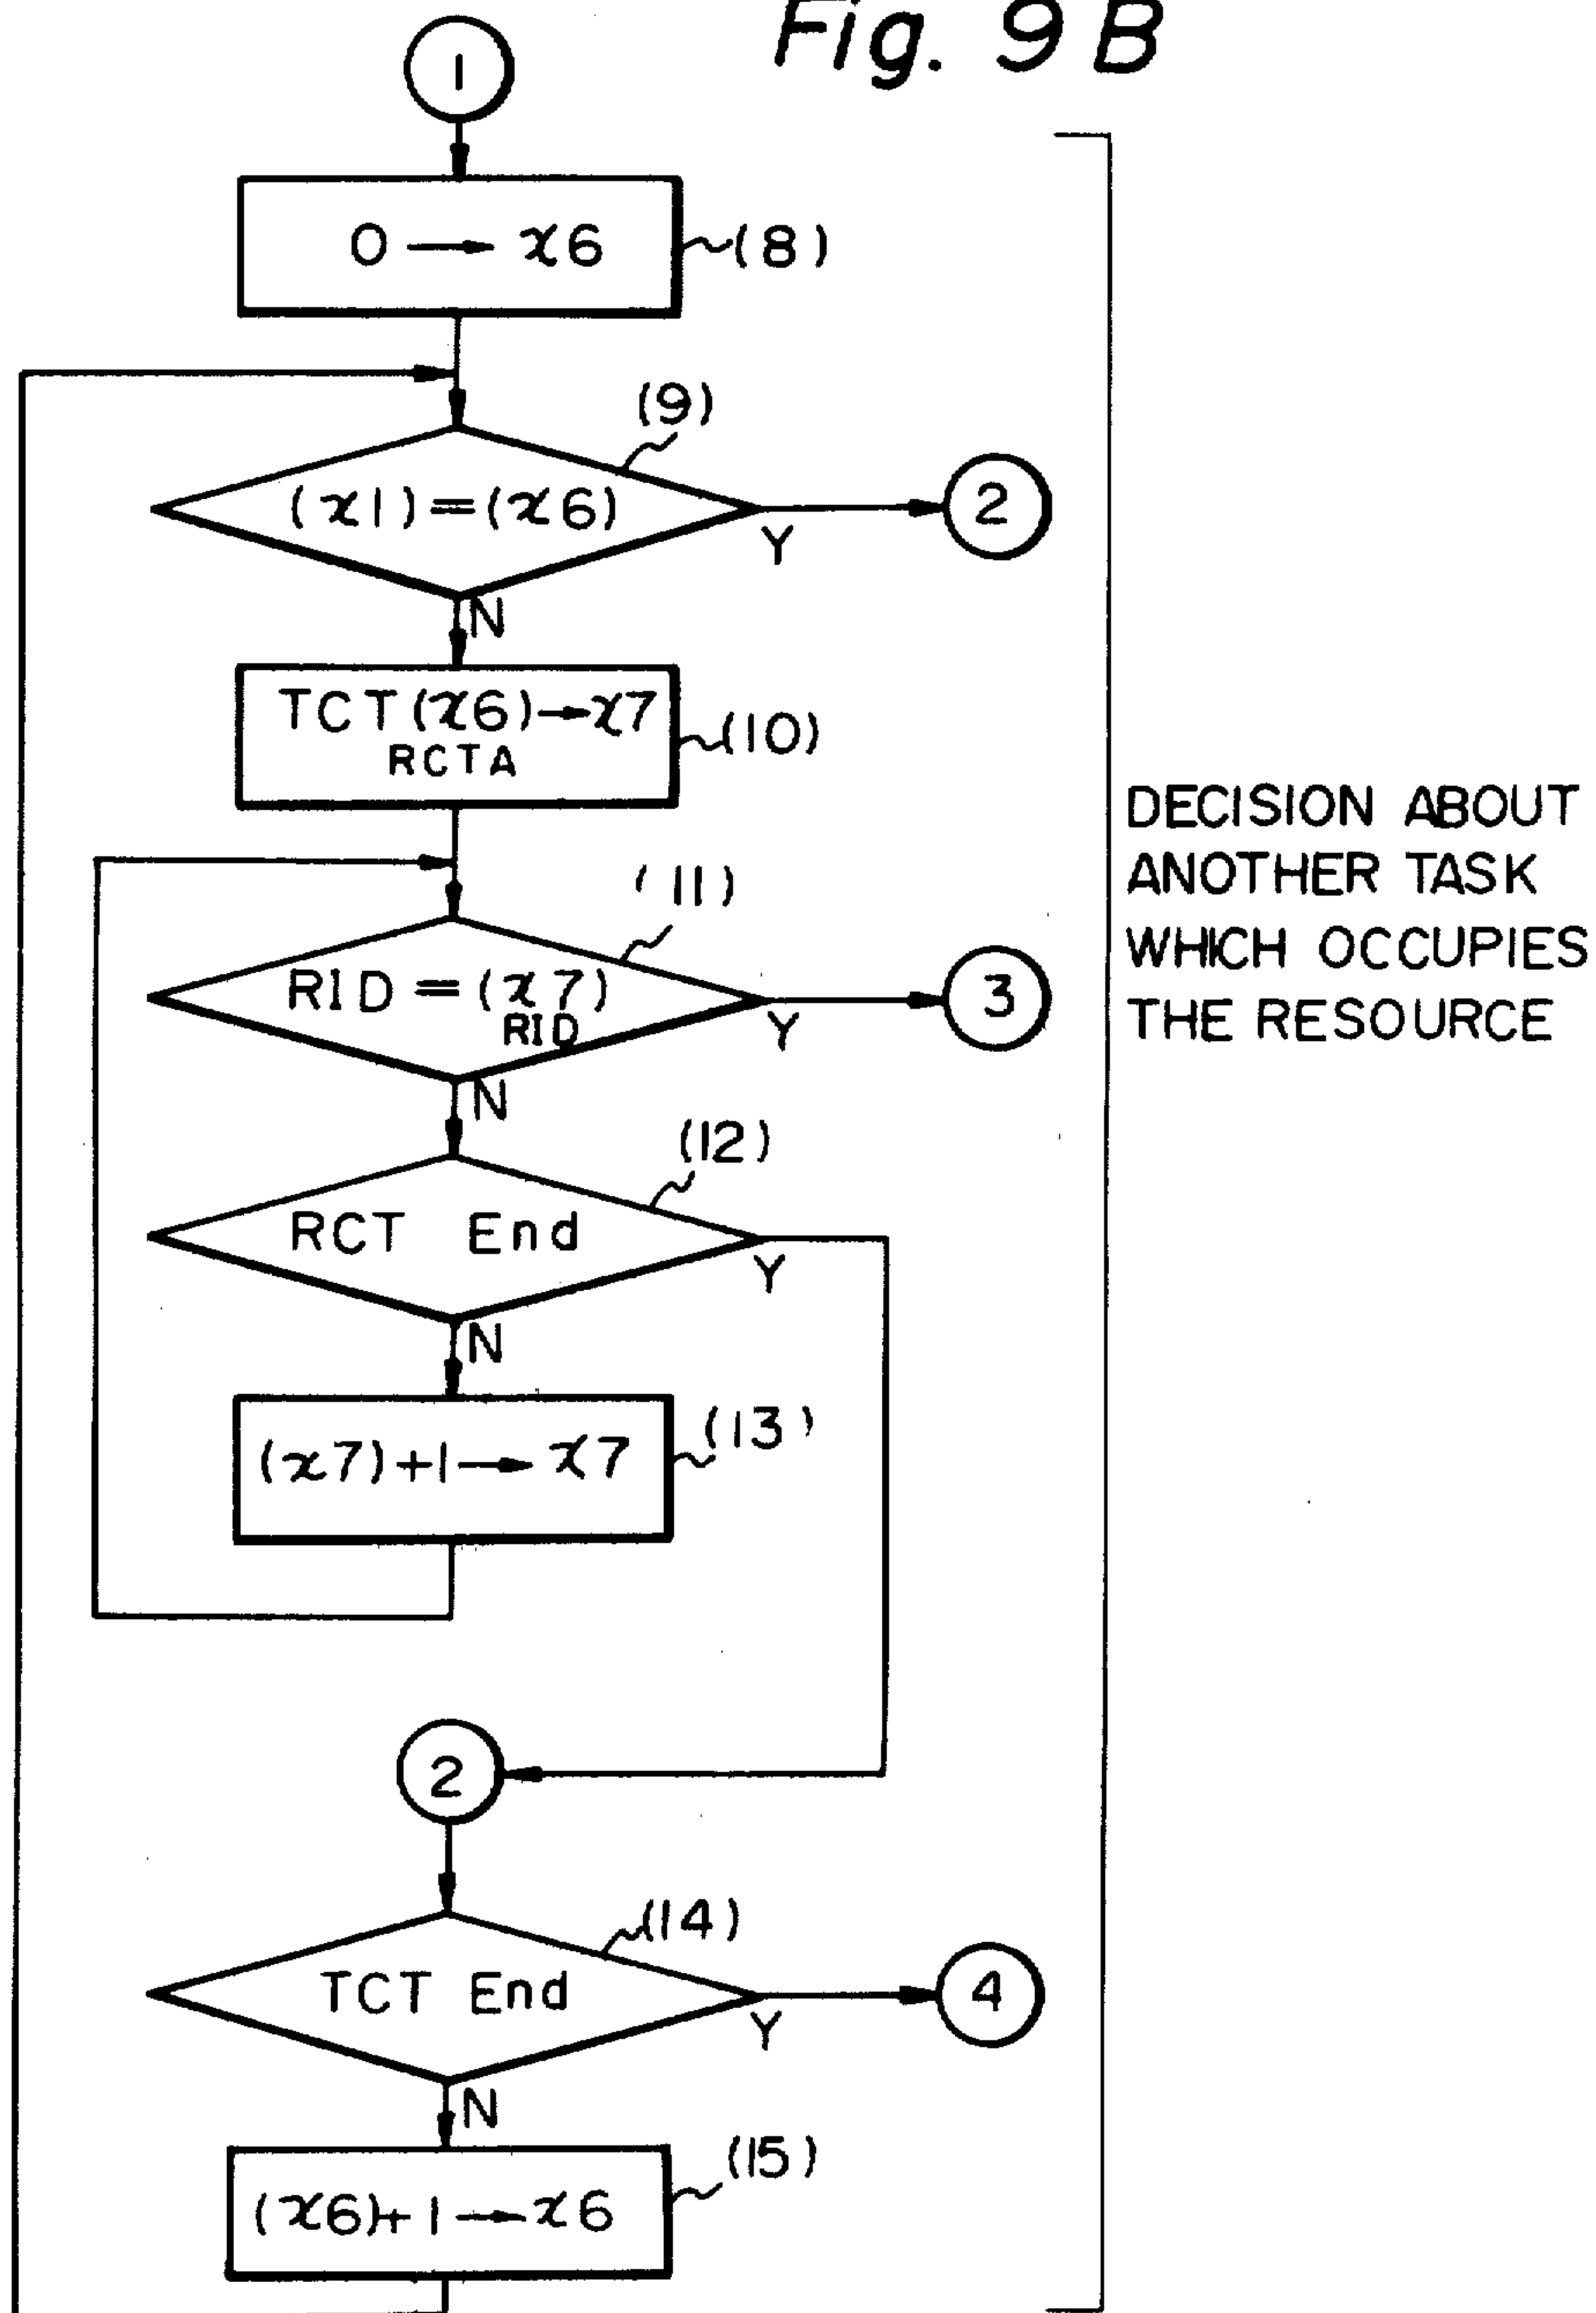 Fig. 9B
1
0 → x6
(8)
(9)
(x1)=(x6)
Y
2
N
TCT(x6)→x7
RCTA
(10)
(11)
RID = (x7)
RID
Y
3
N
DECISION ABOUT
ANOTHER TASK
WHICH OCCUPIES
THE RESOURCE
(12)
RCT End
Y
N
(x7)+1→x7
(13)
2
(14)
TCT End
Y
4
N
(x6)+1→x6
(15)